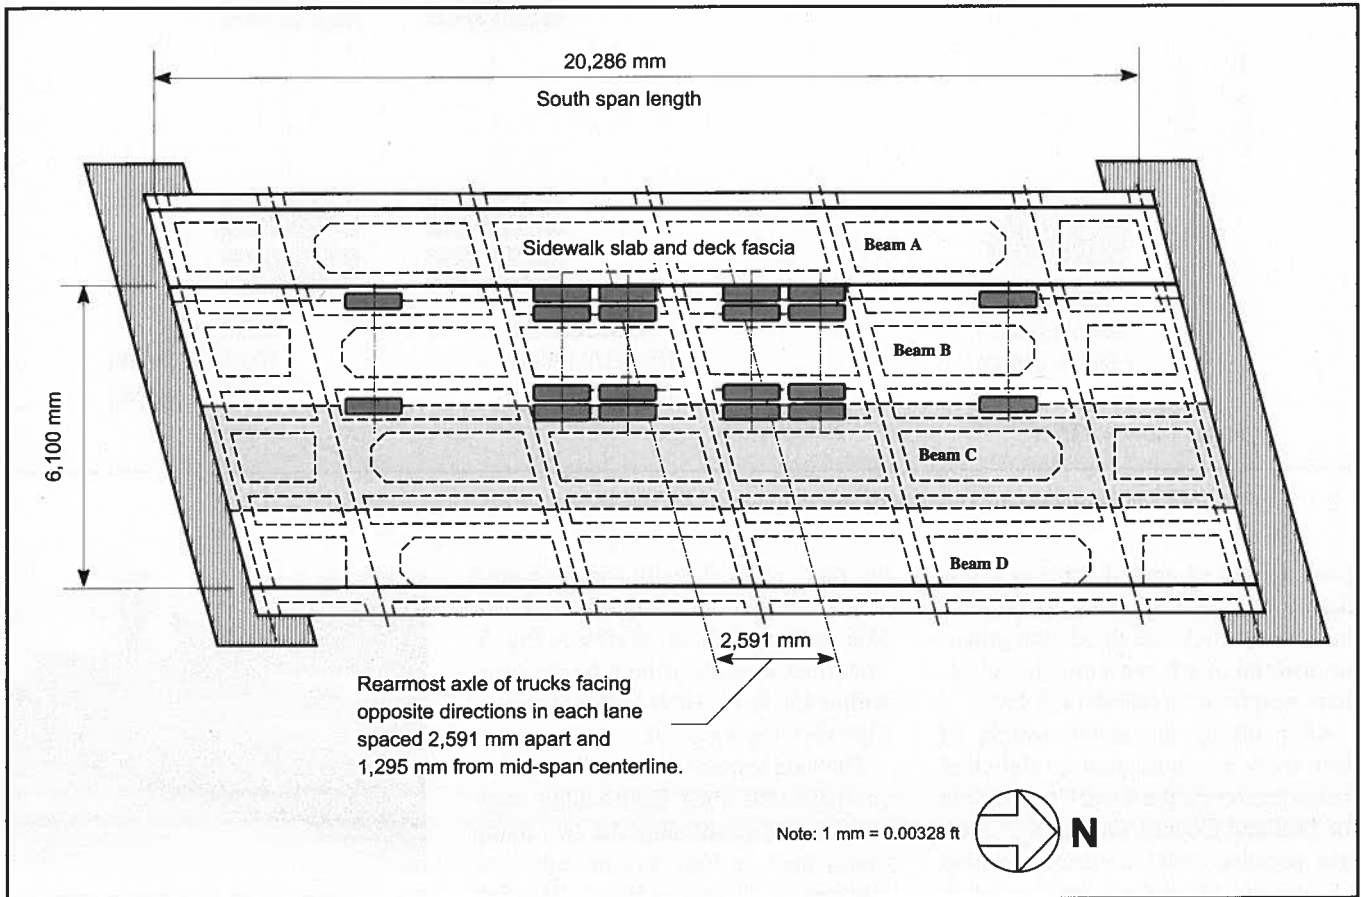 20,286 mm
South span length
Sidewalk slab and deck fascia
Beam A
Beam B
6,100 mm
Beam C
Beam D
2,591 mm
Rearmost axle of trucks facing
opposite directions in each lane
spaced 2,591 mm apart and
1,295 mm from mid-span centerline.
Note: 1 mm = 0.00328 ft
N